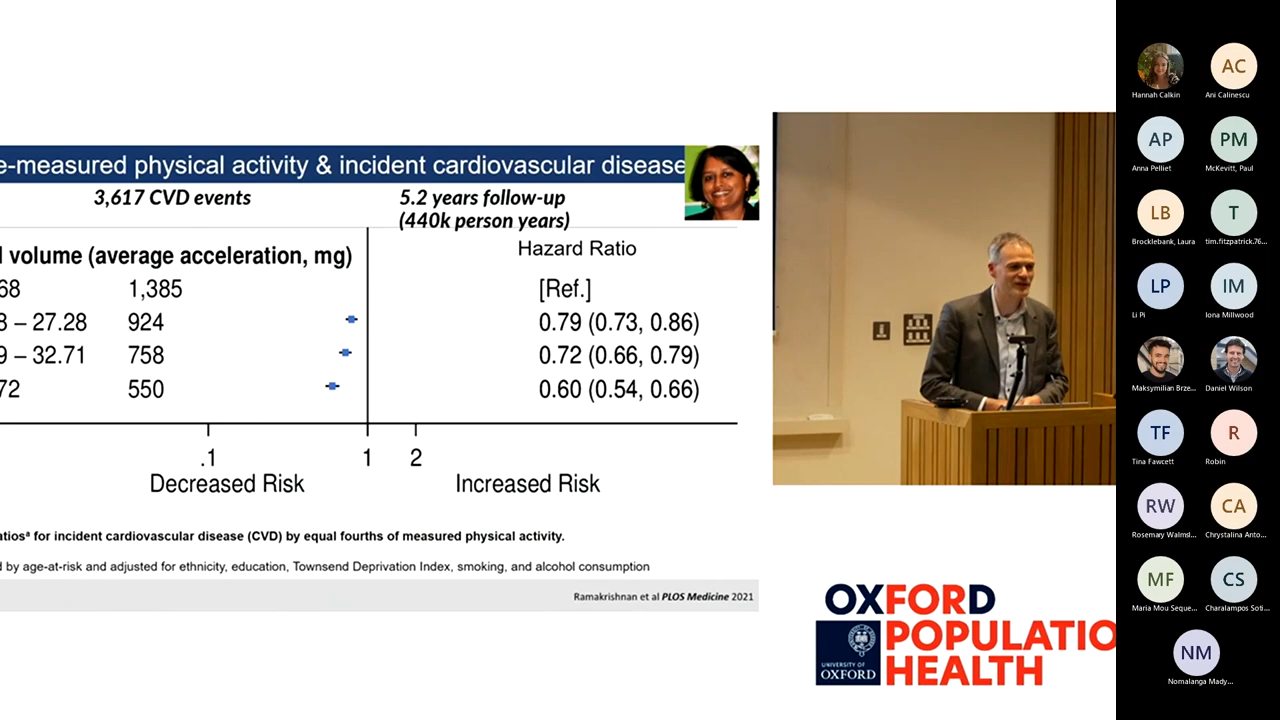 e-measured physical activity & incident cardiovascular disease
3,617 CVD events
5.2 years follow-up
(440k person years)
l volume (average acceleration, mg)
Hazard Ratio
68 1,385 [Ref.]
8 – 27.28 924 0.79 (0.73, 0.86)
9 – 32.71 758 0.72 (0.66, 0.79)
72 550 0.60 (0.54, 0.66)
.1 1 2
Decreased Risk Increased Risk
atiosᵃ for incident cardiovascular disease (CVD) by equal fourths of measured physical activity.
d by age-at-risk and adjusted for ethnicity, education, Townsend Deprivation Index, smoking, and alcohol consumption
Ramakrishnan et al PLOS Medicine 2021
OXFORD
POPULATIO
HEALTH
UNIVERSITY OF
OXFORD
Hannah Calkin
AC
Ani Calinescu
AP
Anna Pelliet
PM
McKevitt, Paul
LB
Brocklebank, Laura
T
tim.fitzpatrick.76...
LP
Li Pi
IM
Iona Millwood
Maksymilian Brze...
Daniel Wilson
TF
Tina Fawcett
R
Robin
RW
Rosemary Walmsl...
CA
Chrystalina Anto...
MF
Maria Mou Seque...
CS
Charalampos Soti...
NM
Nomalanga Mady...